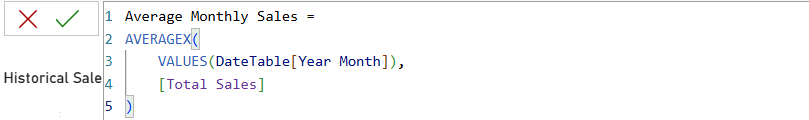 1 Average Monthly Sales =
2 AVERAGEX(
3 VALUES(DateTable[Year Month]),
Historical Sale
4 [Total Sales]
5 )